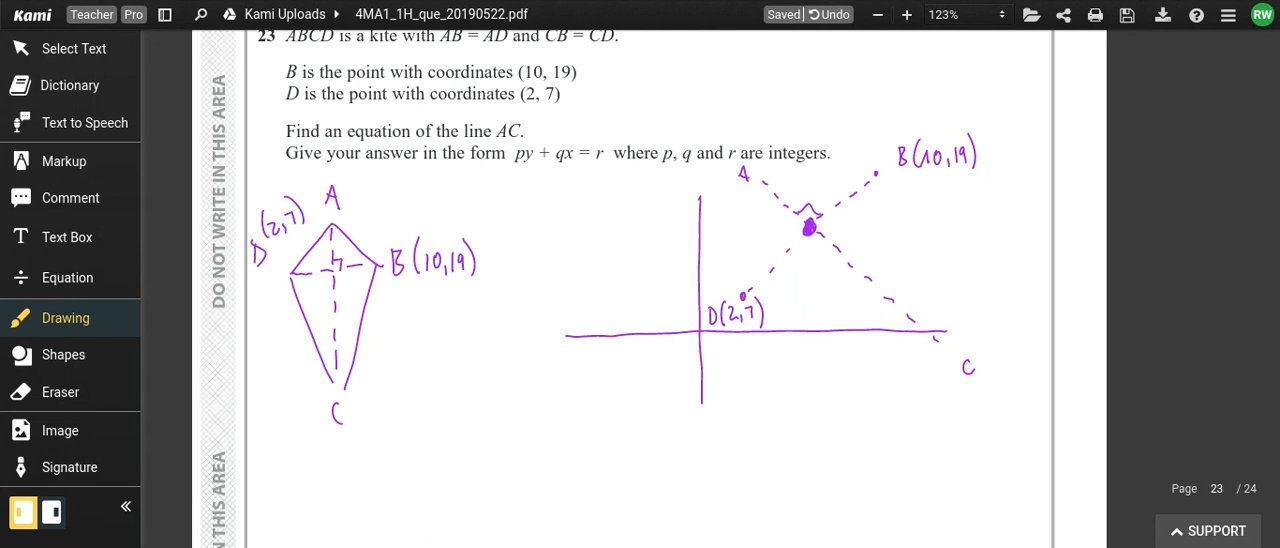 Kami Teacher Pro Kami Uploads 4MA1_1H_que_20190522.pdf Saved Undo 123% RW
Select Text
Dictionary
Text to Speech
Markup
Comment
Text Box
Equation
Drawing
Shapes
Eraser
Image
Signature
DO NOT WRITE IN THIS AREA
N THIS AREA
23 ABCD is a kite with AB = AD and CB = CD.
B is the point with coordinates (10, 19)
D is the point with coordinates (2, 7)
Find an equation of the line AC.
Give your answer in the form py + qx = r where p, q and r are integers.
A
D (2,7)
B (10,19)
C
A
B (10,19)
D(2,7)
C
Page 23 / 24
SUPPORT